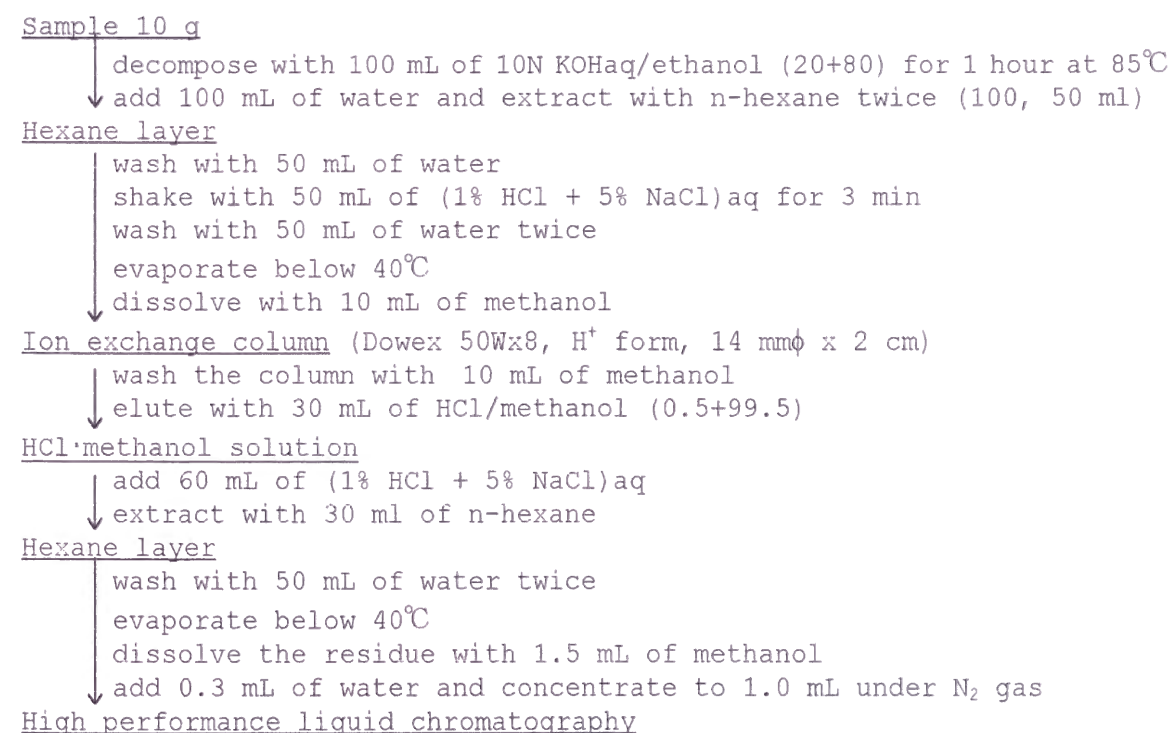 Sample 10 g
decompose with 100 mL of 10N KOHaq/ethanol (20+80) for 1 hour at 85℃
add 100 mL of water and extract with n-hexane twice (100, 50 ml)
Hexane layer
wash with 50 mL of water
shake with 50 mL of (1% HCl + 5% NaCl)aq for 3 min
wash with 50 mL of water twice
evaporate below 40℃
dissolve with 10 mL of methanol
Ion exchange column (Dowex 50Wx8, H⁺ form, 14 mmϕ x 2 cm)
wash the column with 10 mL of methanol
elute with 30 mL of HCl/methanol (0.5+99.5)
HCl·methanol solution
add 60 mL of (1% HCl + 5% NaCl)aq
extract with 30 ml of n-hexane
Hexane layer
wash with 50 mL of water twice
evaporate below 40℃
dissolve the residue with 1.5 mL of methanol
add 0.3 mL of water and concentrate to 1.0 mL under N₂ gas
High performance liquid chromatography